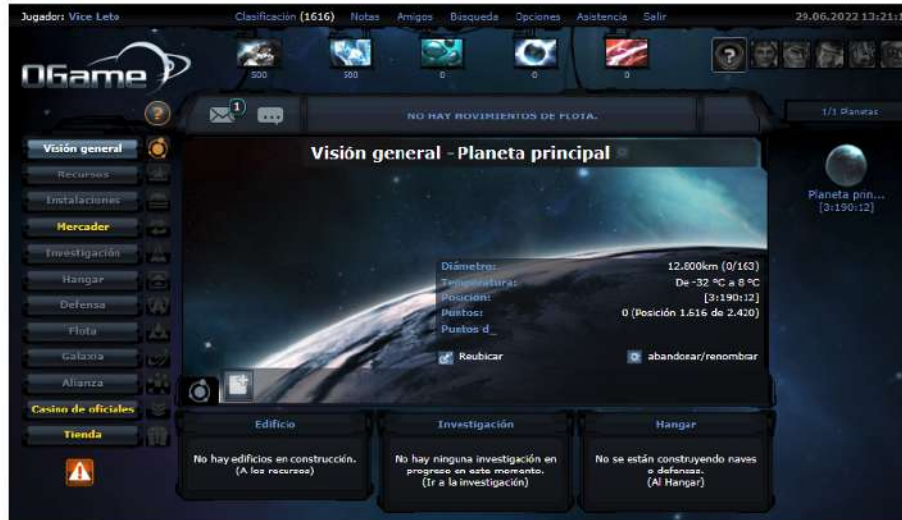 Jugador: Vice Leto
Clasificación (1616) Notas Amigos Búsqueda Opciones Asistencia Salir
29.06.2022 13:21:1
OGame
500 500 0 0 0
1
NO HAY MOVIMIENTOS DE FLOTA.
1/1 Planetas
Visión general
Recursos
Instalaciones
Mercader
Investigación
Hangar
Defensa
Flota
Galaxia
Alianza
Casino de oficiales
Tienda
Visión general - Planeta principal
Planeta prin...
[3:190:12]
Diámetro: 12.800km (0/163)
Temperatura: De -32 °C a 8 °C
Posición: [3:190:12]
Puntos: 0 (Posición 1.616 de 2.420)
Puntos d_
Reubicar abandonar/renombrar
Edificio
No hay edificios en construcción.
(A los recursos)
Investigación
No hay ninguna investigación en
progreso en este momento.
(Ir a la investigación)
Hangar
No se están construyendo naves
o defensas.
(Al Hangar)